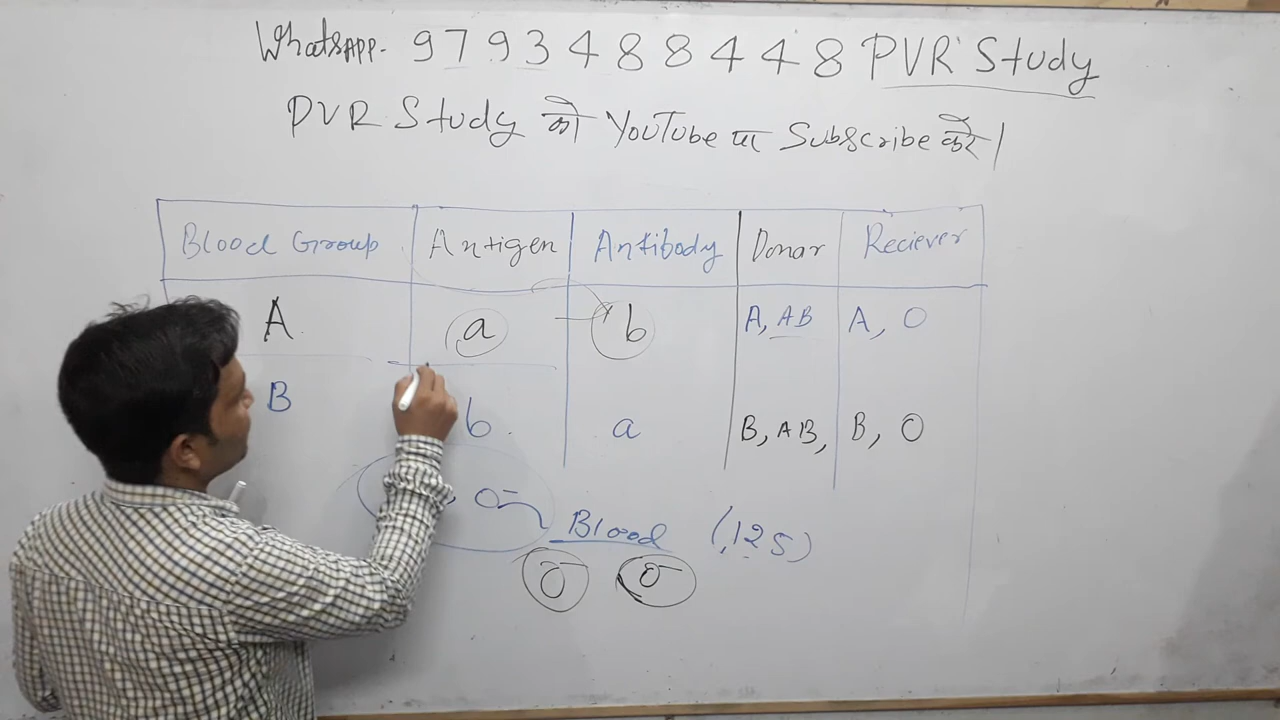 WhatsAPP. 9793488448 PVR Study
PVR Study को YouTube पर Subscribe करे।
Blood Group Antigen Antibody Donar Reciever
A a b A, AB A, O
B b a B, AB, B, O
Blood (125)